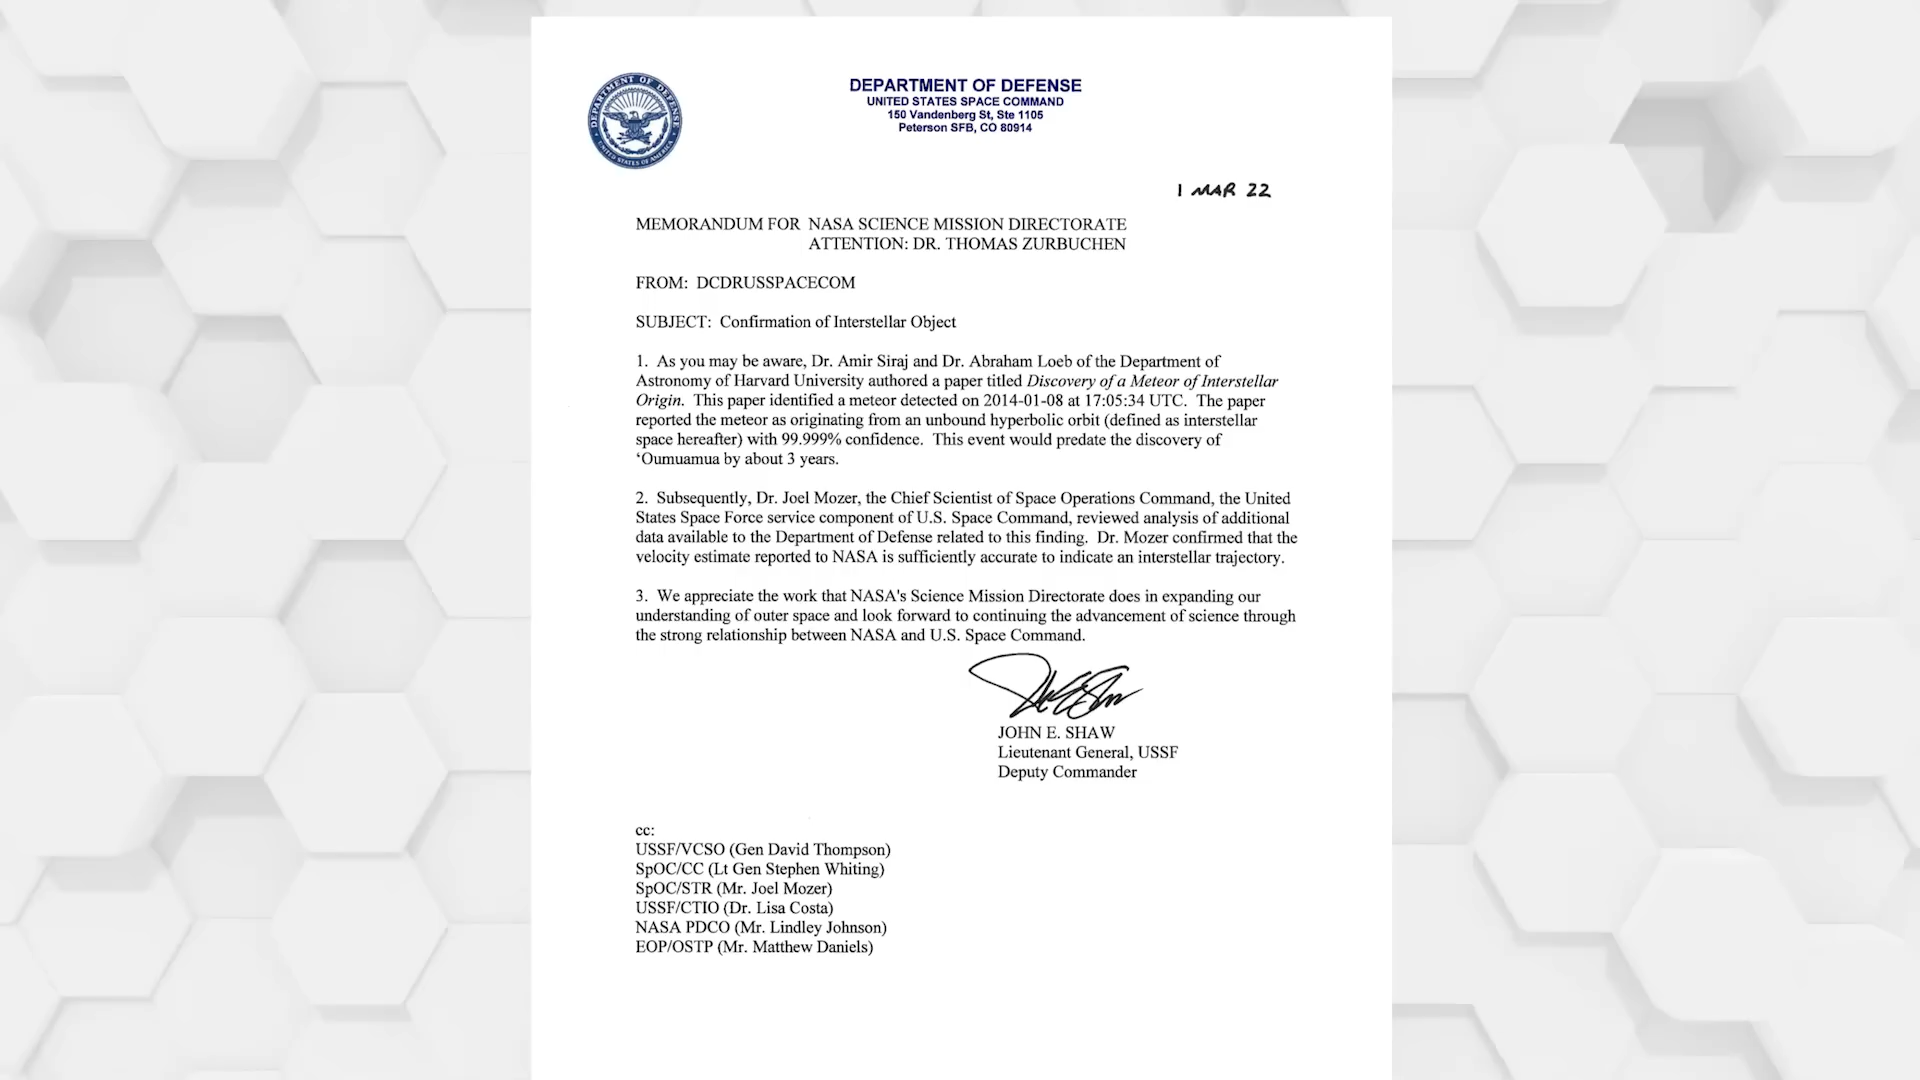 DEPARTMENT OF DEFENSE
UNITED STATES OF AMERICA
DEPARTMENT OF DEFENSE
UNITED STATES SPACE COMMAND
150 Vandenberg St, Ste 1105
Peterson SFB, CO 80914
1 MAR 22
MEMORANDUM FOR NASA SCIENCE MISSION DIRECTORATE
ATTENTION: DR. THOMAS ZURBUCHEN
FROM: DCDRUSSPACECOM
SUBJECT: Confirmation of Interstellar Object
1. As you may be aware, Dr. Amir Siraj and Dr. Abraham Loeb of the Department of
Astronomy of Harvard University authored a paper titled Discovery of a Meteor of Interstellar
Origin. This paper identified a meteor detected on 2014-01-08 at 17:05:34 UTC. The paper
reported the meteor as originating from an unbound hyperbolic orbit (defined as interstellar
space hereafter) with 99.999% confidence. This event would predate the discovery of
‘Oumuamua by about 3 years.
2. Subsequently, Dr. Joel Mozer, the Chief Scientist of Space Operations Command, the United
States Space Force service component of U.S. Space Command, reviewed analysis of additional
data available to the Department of Defense related to this finding. Dr. Mozer confirmed that the
velocity estimate reported to NASA is sufficiently accurate to indicate an interstellar trajectory.
3. We appreciate the work that NASA's Science Mission Directorate does in expanding our
understanding of outer space and look forward to continuing the advancement of science through
the strong relationship between NASA and U.S. Space Command.
JOHN E. SHAW
Lieutenant General, USSF
Deputy Commander
cc:
USSF/VCSO (Gen David Thompson)
SpOC/CC (Lt Gen Stephen Whiting)
SpOC/STR (Mr. Joel Mozer)
USSF/CTIO (Dr. Lisa Costa)
NASA PDCO (Mr. Lindley Johnson)
EOP/OSTP (Mr. Matthew Daniels)